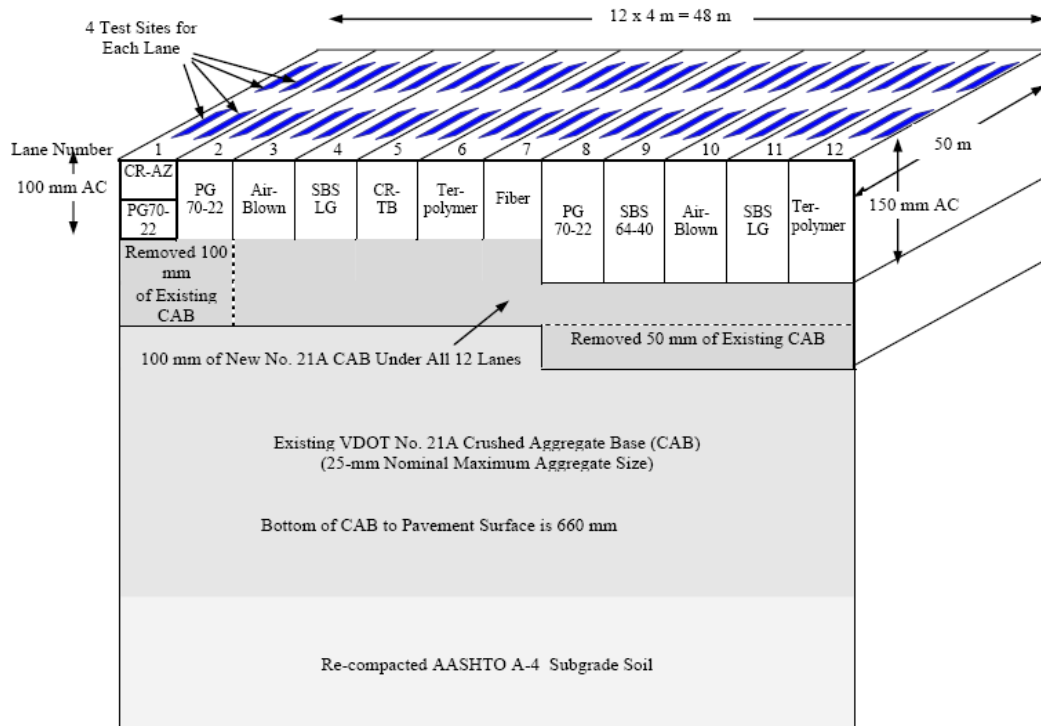 12 x 4 m = 48 m
4 Test Sites for
Each Lane
Lane Number
1 2 3 4 5 6 7 8 9 10 11 12
50 m
100 mm AC
150 mm AC
CR-AZ
PG70-
22
PG
70-22
Air-
Blown
SBS
LG
CR-
TB
Ter-
polymer
Fiber
PG
70-22
SBS
64-40
Air-
Blown
SBS
LG
Ter-
polymer
Removed 100
mm
of Existing
CAB
Removed 50 mm of Existing CAB
100 mm of New No. 21A CAB Under All 12 Lanes
Existing VDOT No. 21A Crushed Aggregate Base (CAB)
(25-mm Nominal Maximum Aggregate Size)
Bottom of CAB to Pavement Surface is 660 mm
Re-compacted AASHTO A-4 Subgrade Soil